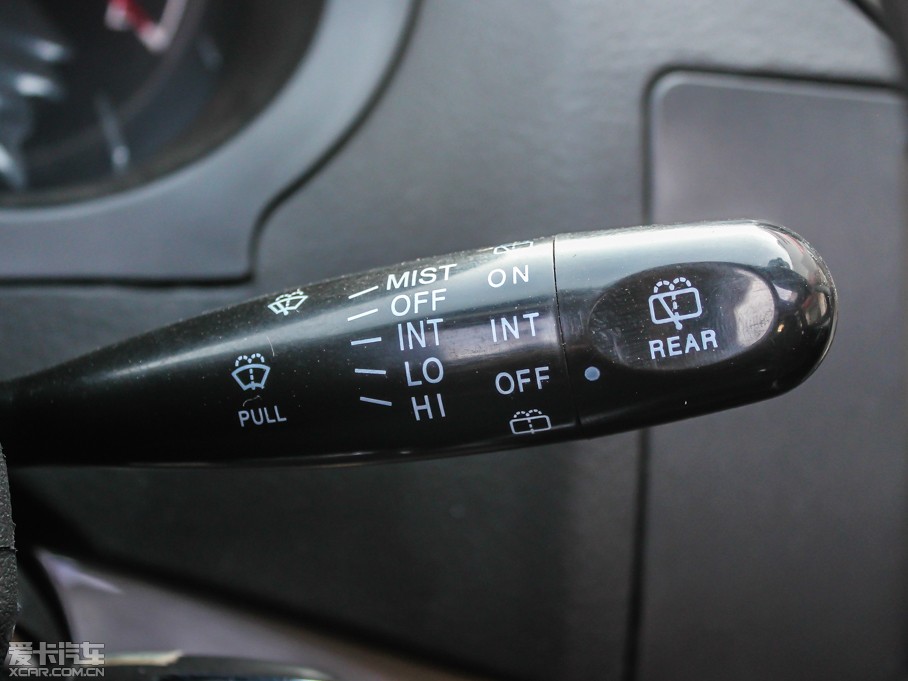 MIST
OFF
INT
LO
HI
ON
INT
OFF
REAR
PULL
爱卡汽车
XCAR.COM.CN